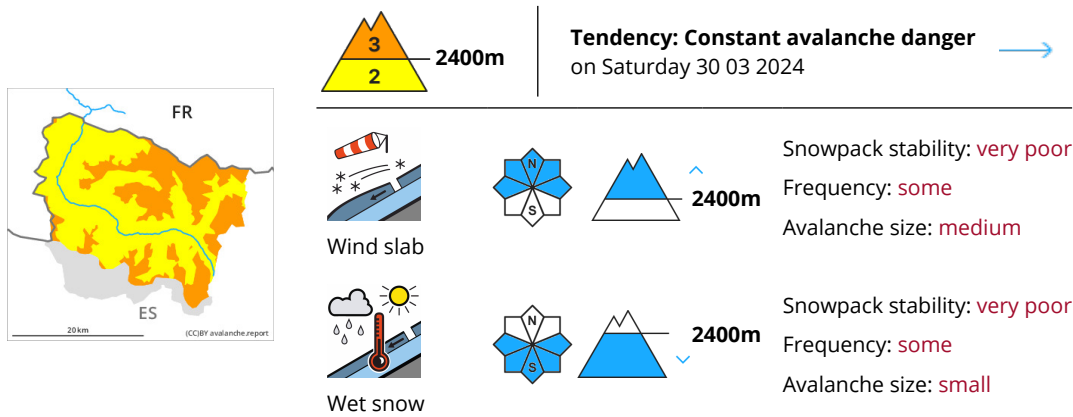 3
2
2400m
Tendency: Constant avalanche danger
on Saturday 30 03 2024
FR
ES
20 km
(CC)BY avalanche.report
N
S
2400m
Snowpack stability: very poor
Frequency: some
Avalanche size: medium
Wind slab
N
S
2400m
Snowpack stability: very poor
Frequency: some
Avalanche size: small
Wet snow